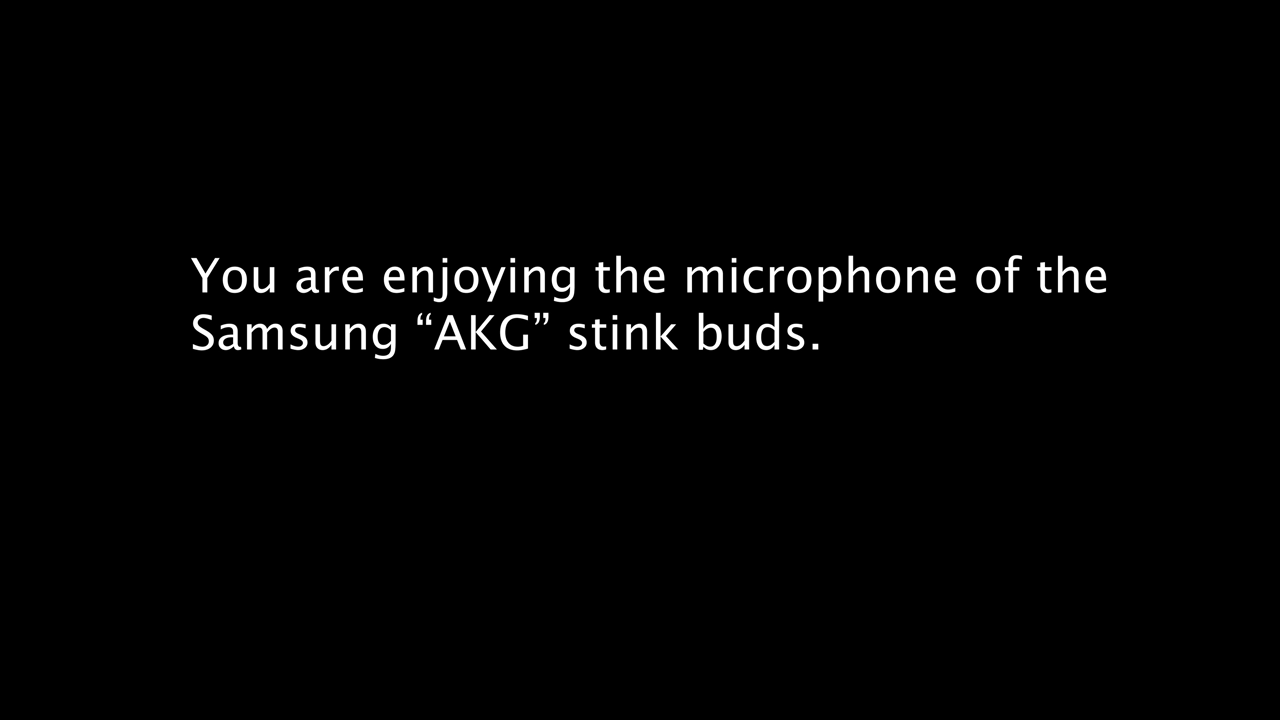 You are enjoying the microphone of the
Samsung “AKG” stink buds.